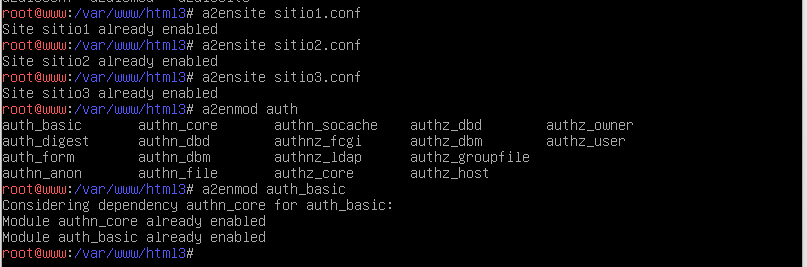 root@www:/var/www/html3# a2ensite sitio1.conf
Site sitio1 already enabled
root@www:/var/www/html3# a2ensite sitio2.conf
Site sitio2 already enabled
root@www:/var/www/html3# a2ensite sitio3.conf
Site sitio3 already enabled
root@www:/var/www/html3# a2enmod auth
auth_basic authn_core authn_socache authz_dbd authz_owner
auth_digest authn_dbd authnz_fcgi authz_dbm authz_user
auth_form authn_dbm authnz_ldap authz_groupfile
authn_anon authn_file authz_core authz_host
root@www:/var/www/html3# a2enmod auth_basic
Considering dependency authn_core for auth_basic:
Module authn_core already enabled
Module auth_basic already enabled
root@www:/var/www/html3#